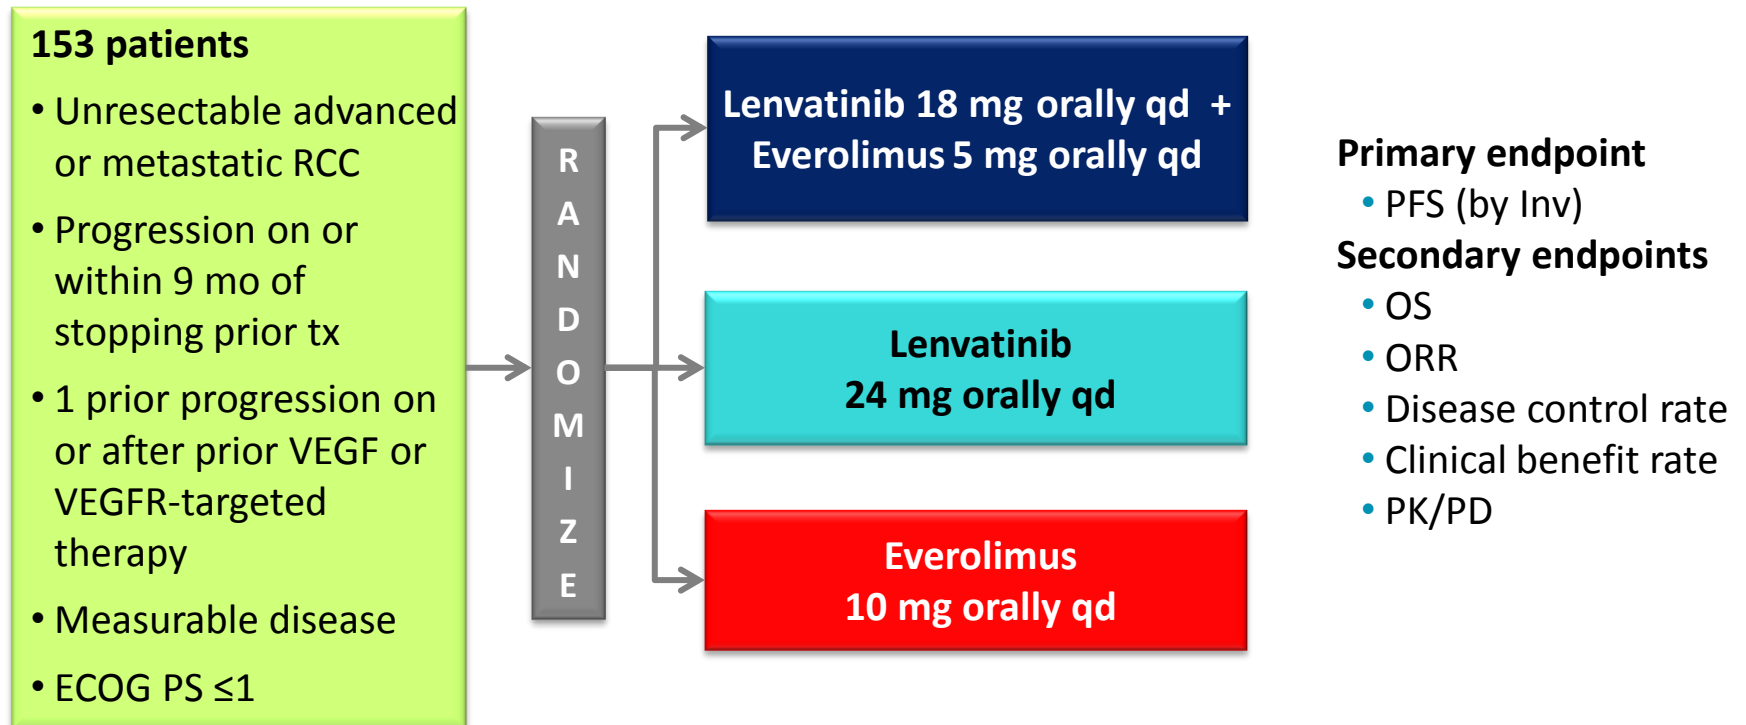 153 patients
• Unresectable advanced
or metastatic RCC
• Progression on or
within 9 mo of
stopping prior tx
• 1 prior progression on
or after prior VEGF or
VEGFR-targeted
therapy
• Measurable disease
• ECOG PS ≤1
R
A
N
D
O
M
I
Z
E
Lenvatinib 18 mg orally qd +
Everolimus 5 mg orally qd
Lenvatinib
24 mg orally qd
Everolimus
10 mg orally qd
Primary endpoint
• PFS (by Inv)
Secondary endpoints
• OS
• ORR
• Disease control rate
• Clinical benefit rate
• PK/PD